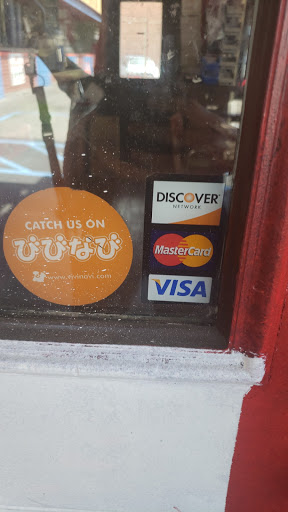 CATCH US ON
びびなび
www.vivinavi.com
DISCOVER
NETWORK
MasterCard
VISA